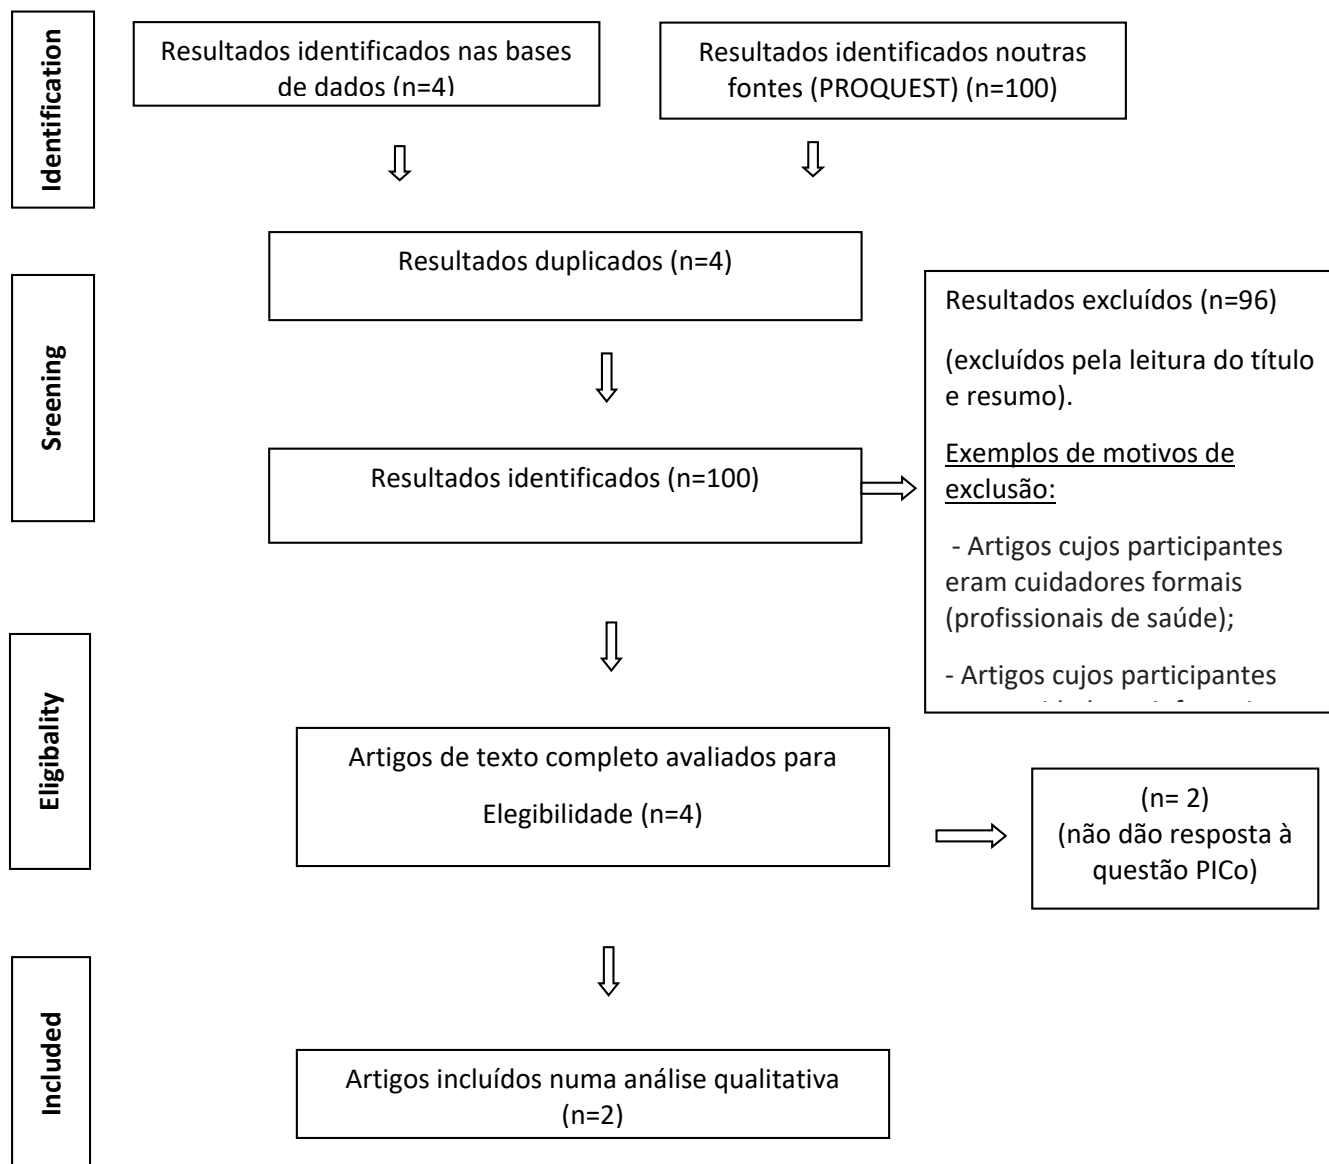 Identification
Resultados identificados nas bases
de dados (n=4)
Resultados identificados noutras
fontes (PROQUEST) (n=100)
Sreening
Resultados duplicados (n=4)
Resultados identificados (n=100)
Resultados excluídos (n=96)
(excluídos pela leitura do título
e resumo).
Exemplos de motivos de
exclusão:
- Artigos cujos participantes
eram cuidadores formais
(profissionais de saúde);
- Artigos cujos participantes
Eligibality
Artigos de texto completo avaliados para
Elegibilidade (n=4)
(n= 2)
(não dão resposta à
questão PICo)
Included
Artigos incluídos numa análise qualitativa
(n=2)